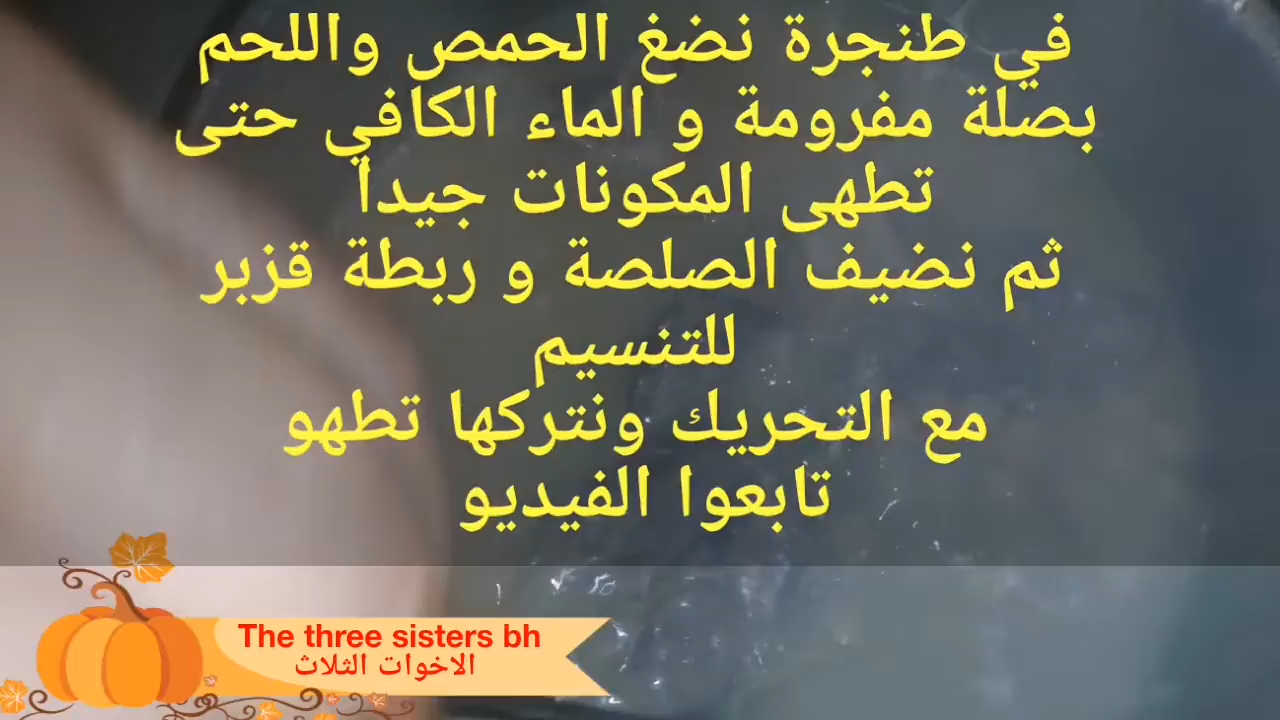 في طنجرة نضغ الحمص واللحم
بصلة مفرومة و الماء الكافي حتى
تطهى المكونات جيداً
ثم نضيف الصلصة و ربطة قزبر
للتنسيم
مع التحريك ونتركها تطهو
تابعوا الفيديو
The three sisters bh
الاخوات الثلاث